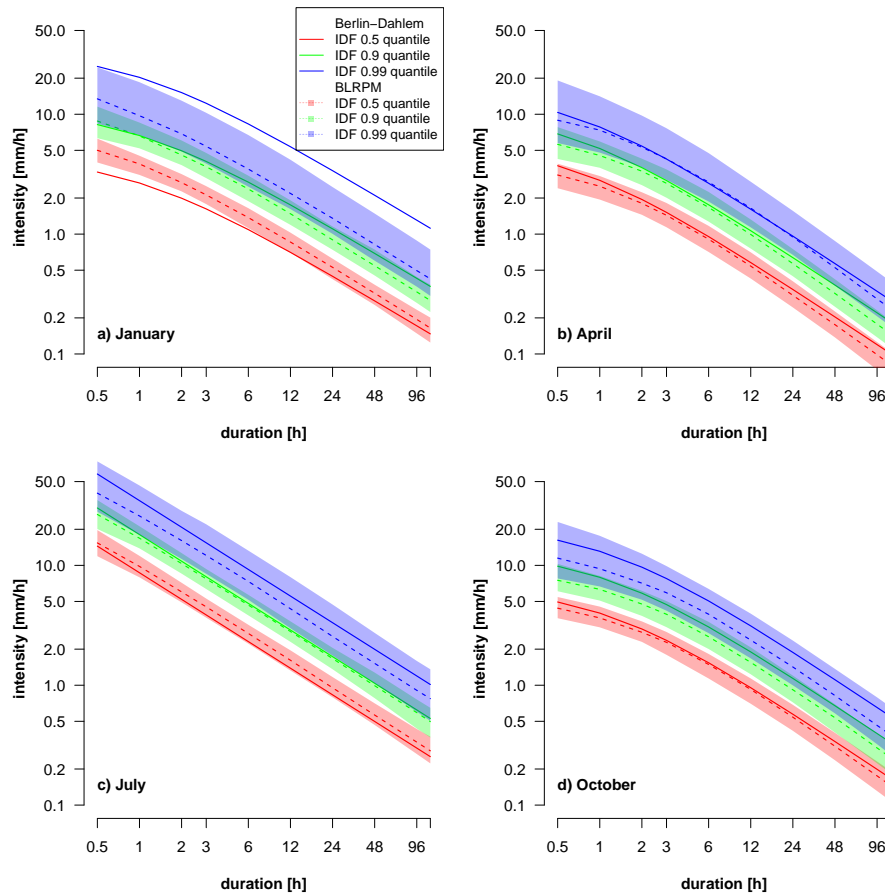 Berlin−Dahlem
IDF 0.5 quantile
IDF 0.9 quantile
IDF 0.99 quantile
BLRPM
IDF 0.5 quantile
IDF 0.9 quantile
IDF 0.99 quantile
50.0
20.0
10.0
5.0
2.0
1.0
0.5
0.2
0.1
intensity [mm/h]
a) January
0.5 1 2 3 6 12 24 48 96
duration [h]
50.0
20.0
10.0
5.0
2.0
1.0
0.5
0.2
0.1
intensity [mm/h]
b) April
0.5 1 2 3 6 12 24 48 96
duration [h]
50.0
20.0
10.0
5.0
2.0
1.0
0.5
0.2
0.1
intensity [mm/h]
c) July
0.5 1 2 3 6 12 24 48 96
duration [h]
50.0
20.0
10.0
5.0
2.0
1.0
0.5
0.2
0.1
intensity [mm/h]
d) October
0.5 1 2 3 6 12 24 48 96
duration [h]